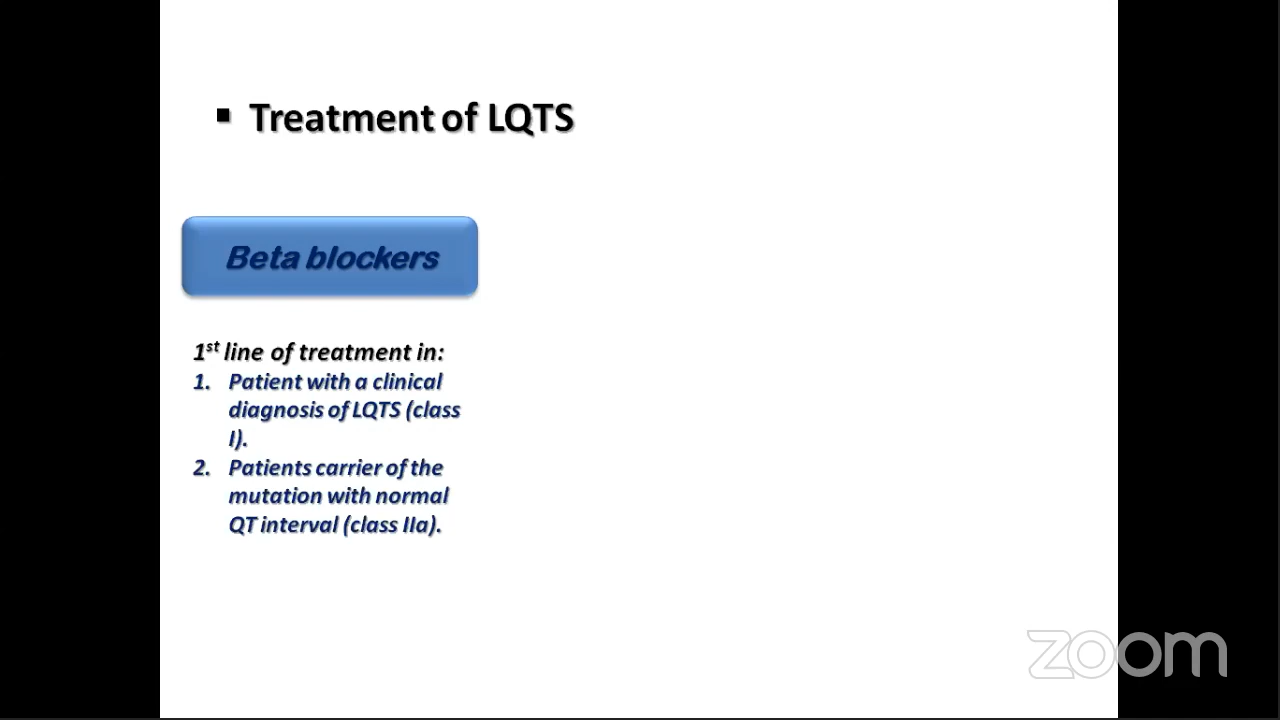 ▪ Treatment of LQTS
Beta blockers
1st line of treatment in:
1. Patient with a clinical
diagnosis of LQTS (class
I).
2. Patients carrier of the
mutation with normal
QT interval (class IIa).
zoom